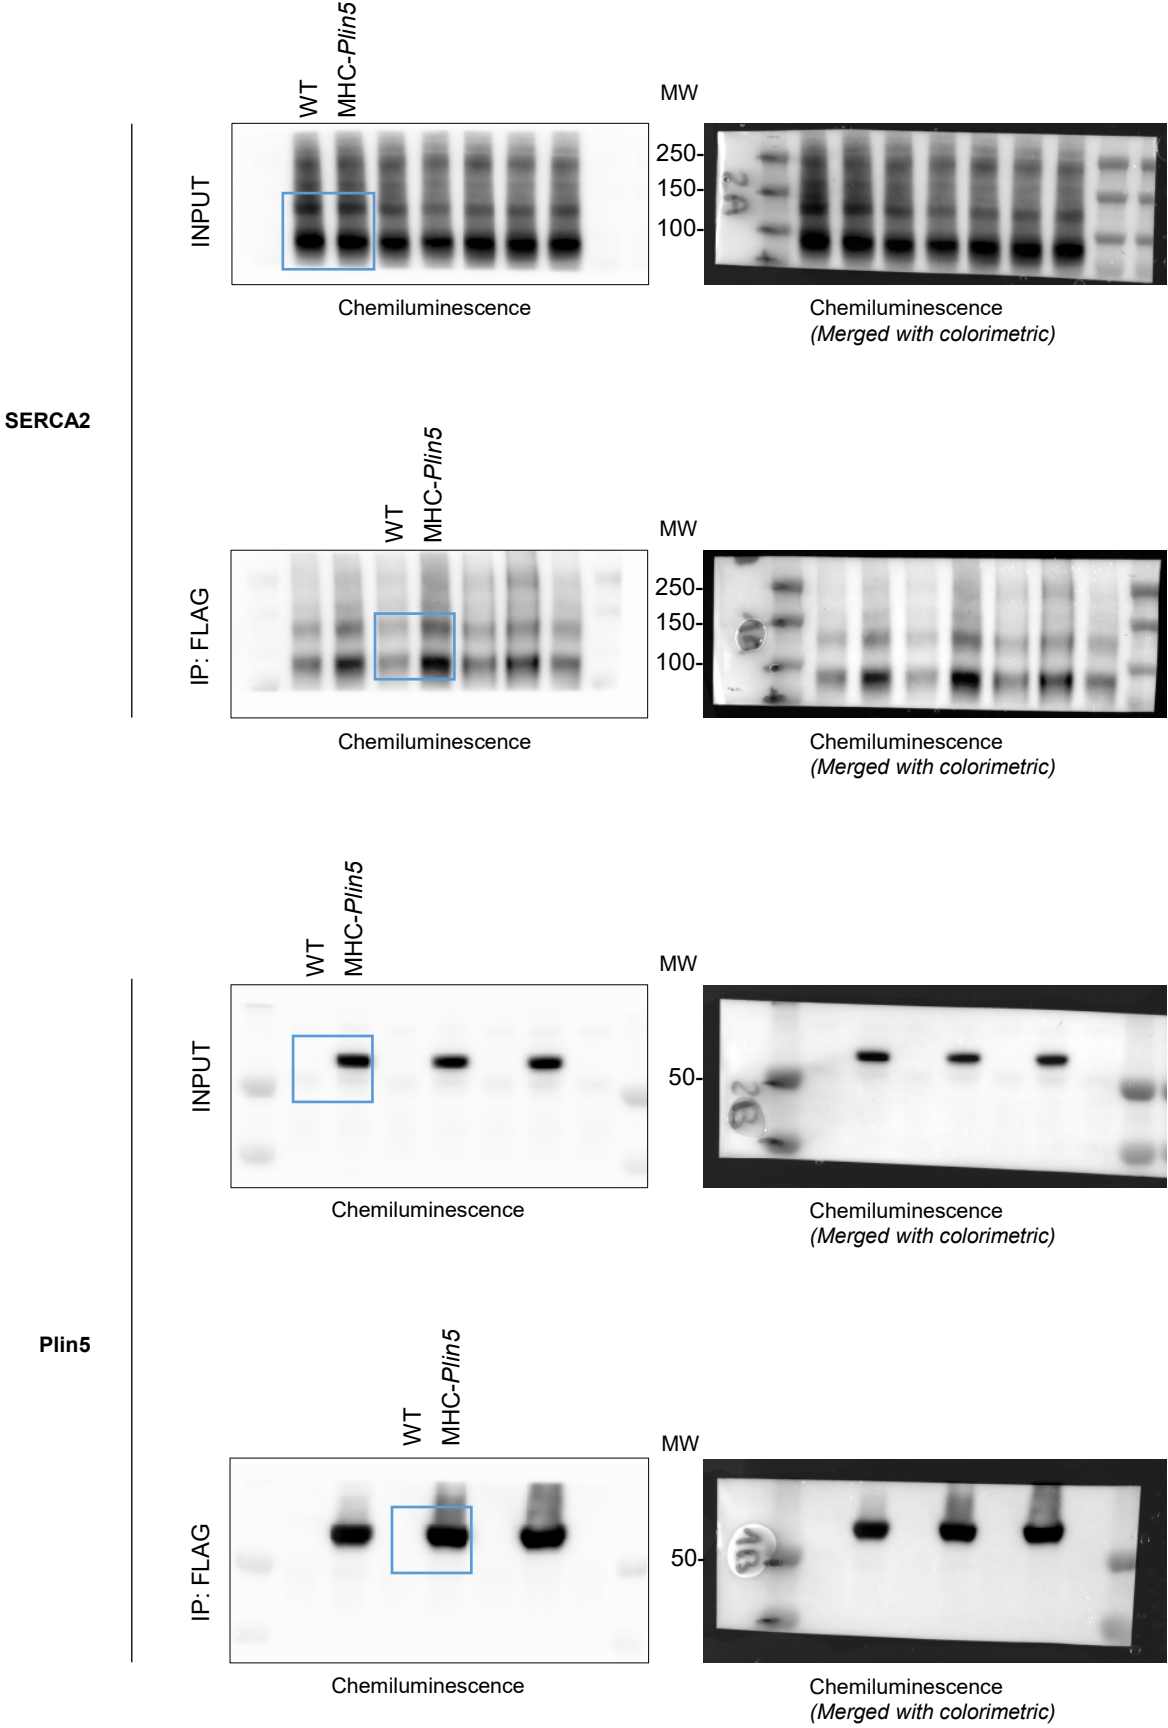 WT
MHC-Plin5
MW
INPUT
250-
150-
100-
2A
Chemiluminescence
Chemiluminescence
(Merged with colorimetric)
SERCA2
WT
MHC-Plin5
MW
IP: FLAG
250-
150-
100-
Chemiluminescence
Chemiluminescence
(Merged with colorimetric)
WT
MHC-Plin5
MW
INPUT
50-
2B
Chemiluminescence
Chemiluminescence
(Merged with colorimetric)
Plin5
WT
MHC-Plin5
MW
IP: FLAG
50-
Chemiluminescence
Chemiluminescence
(Merged with colorimetric)